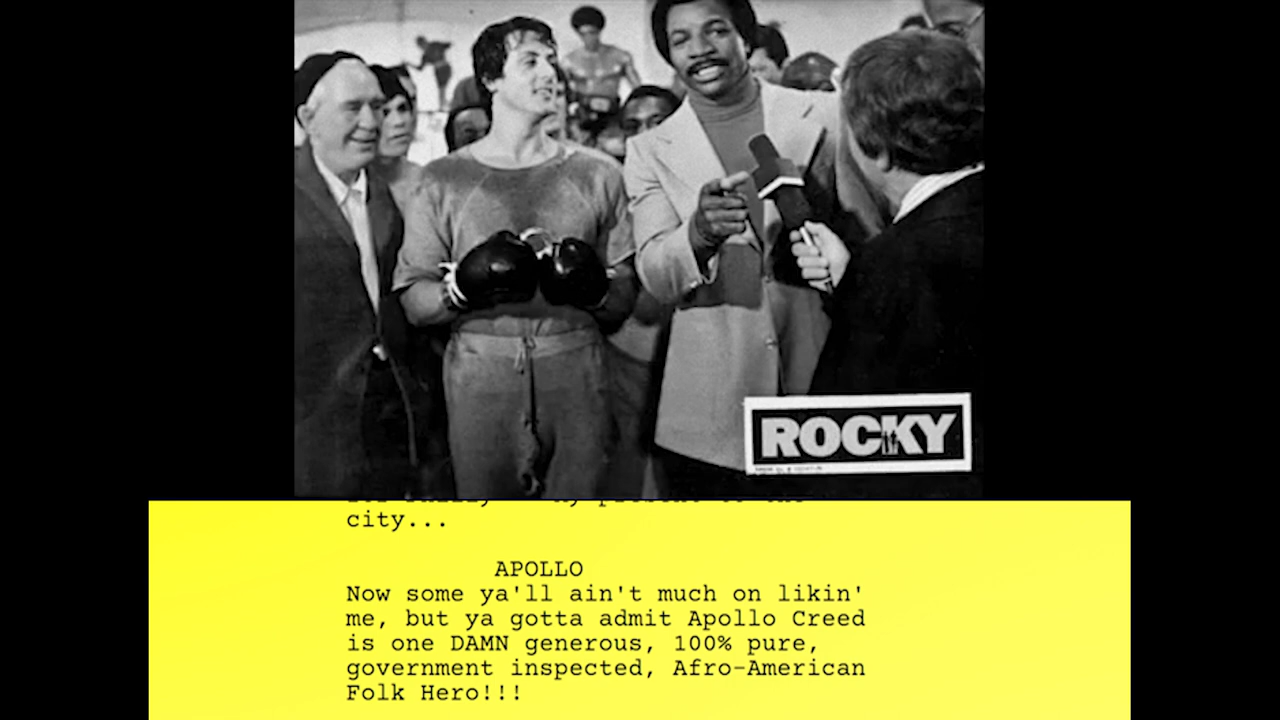 ROCKY
city...
APOLLO
Now some ya'll ain't much on likin'
me, but ya gotta admit Apollo Creed
is one DAMN generous, 100% pure,
government inspected, Afro-American
Folk Hero!!!